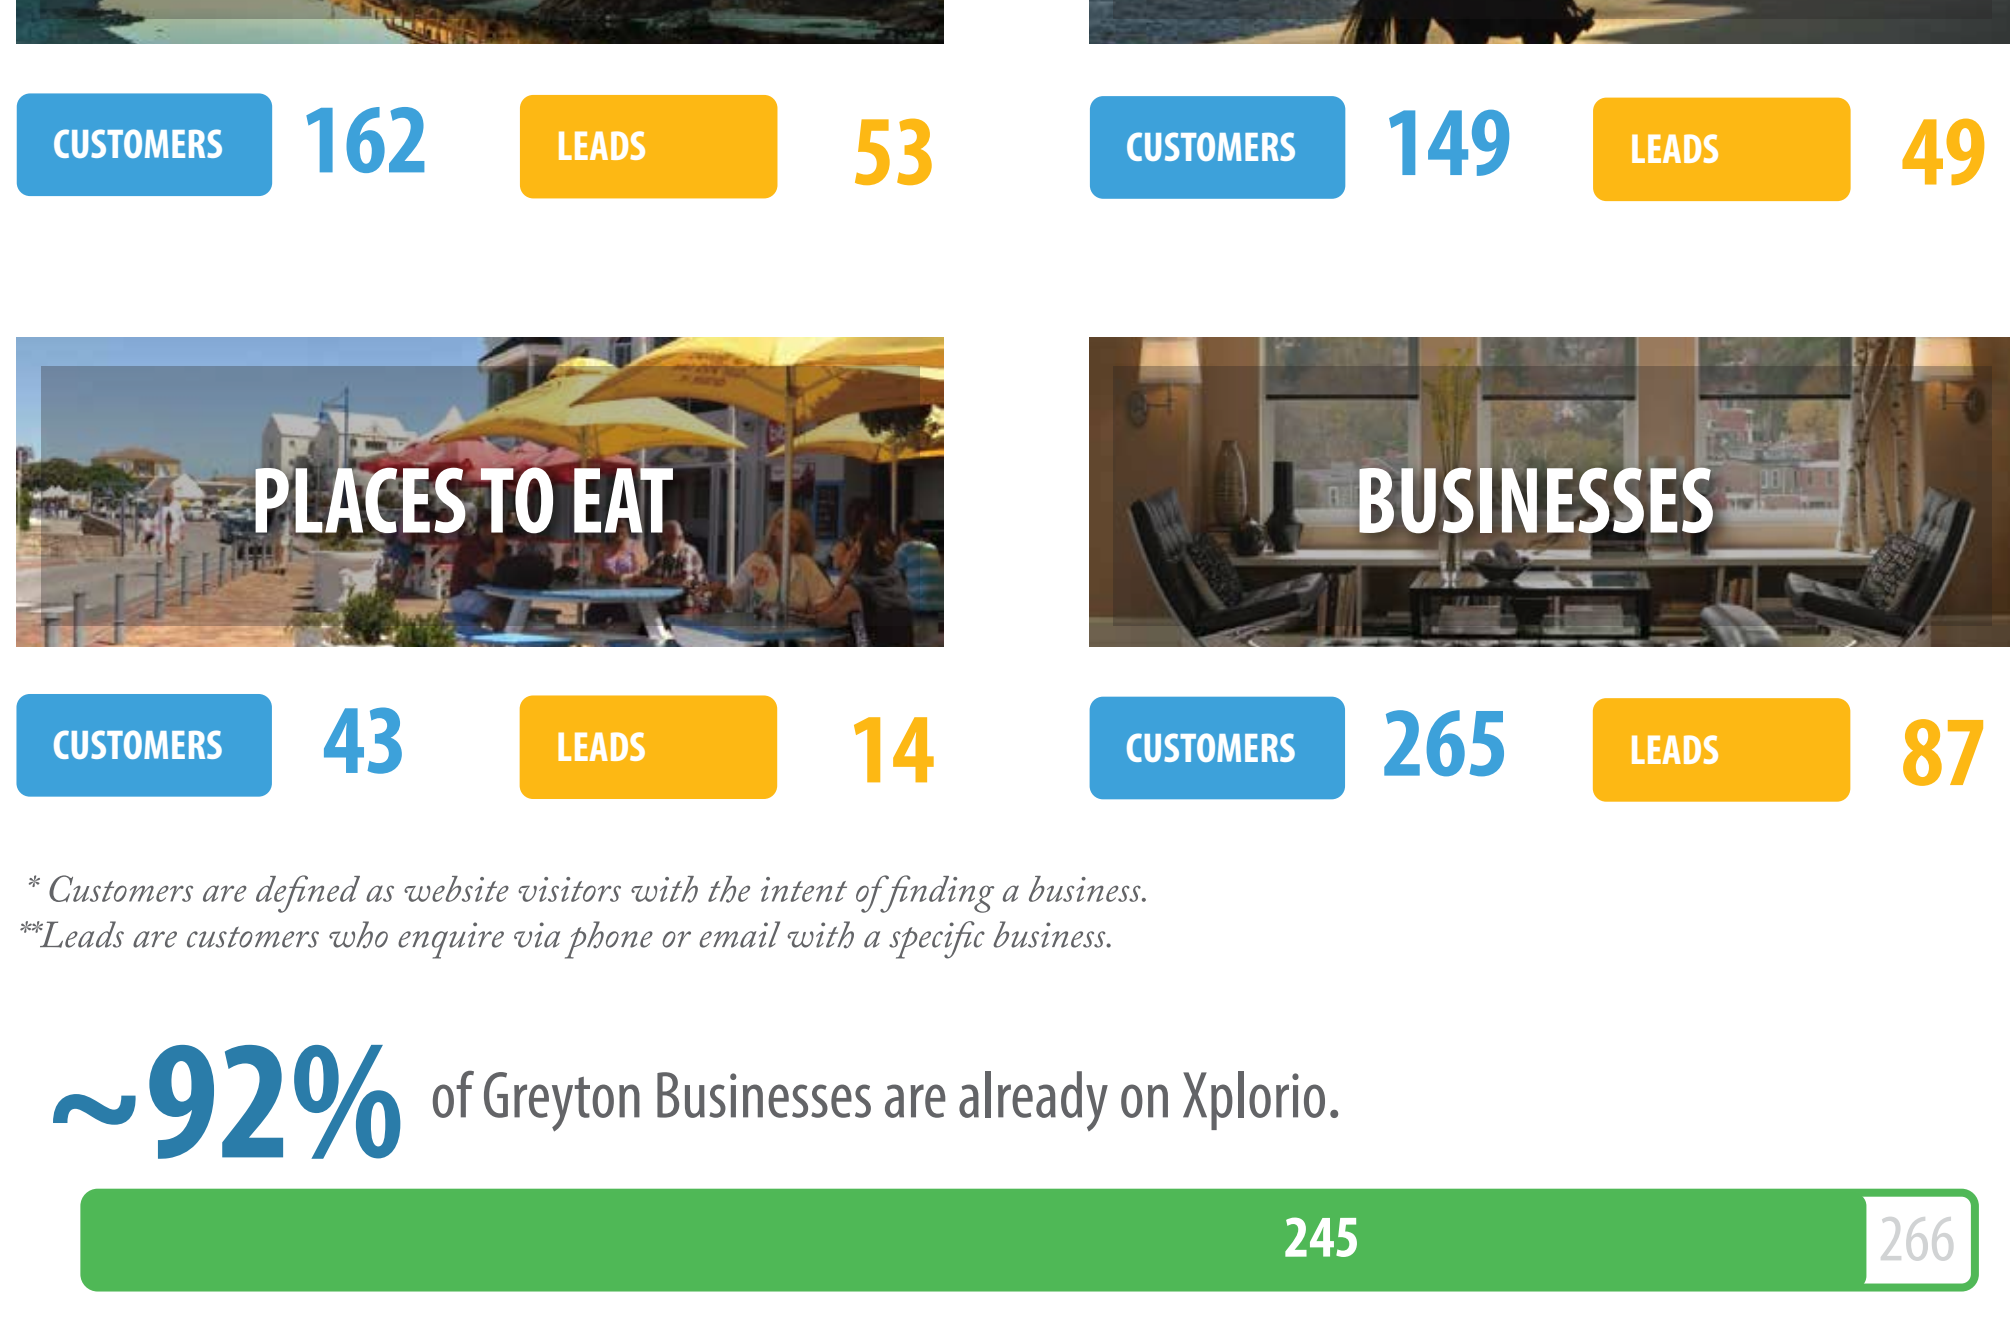 CUSTOMERS 162 LEADS 53 CUSTOMERS 149 LEADS 49
PLACES TO EAT BUSINESSES
CUSTOMERS 43 LEADS 14 CUSTOMERS 265 LEADS 87
* Customers are defined as website visitors with the intent of finding a business.
**Leads are customers who enquire via phone or email with a specific business.
~92% of Greyton Businesses are already on Xplorio.
245 266